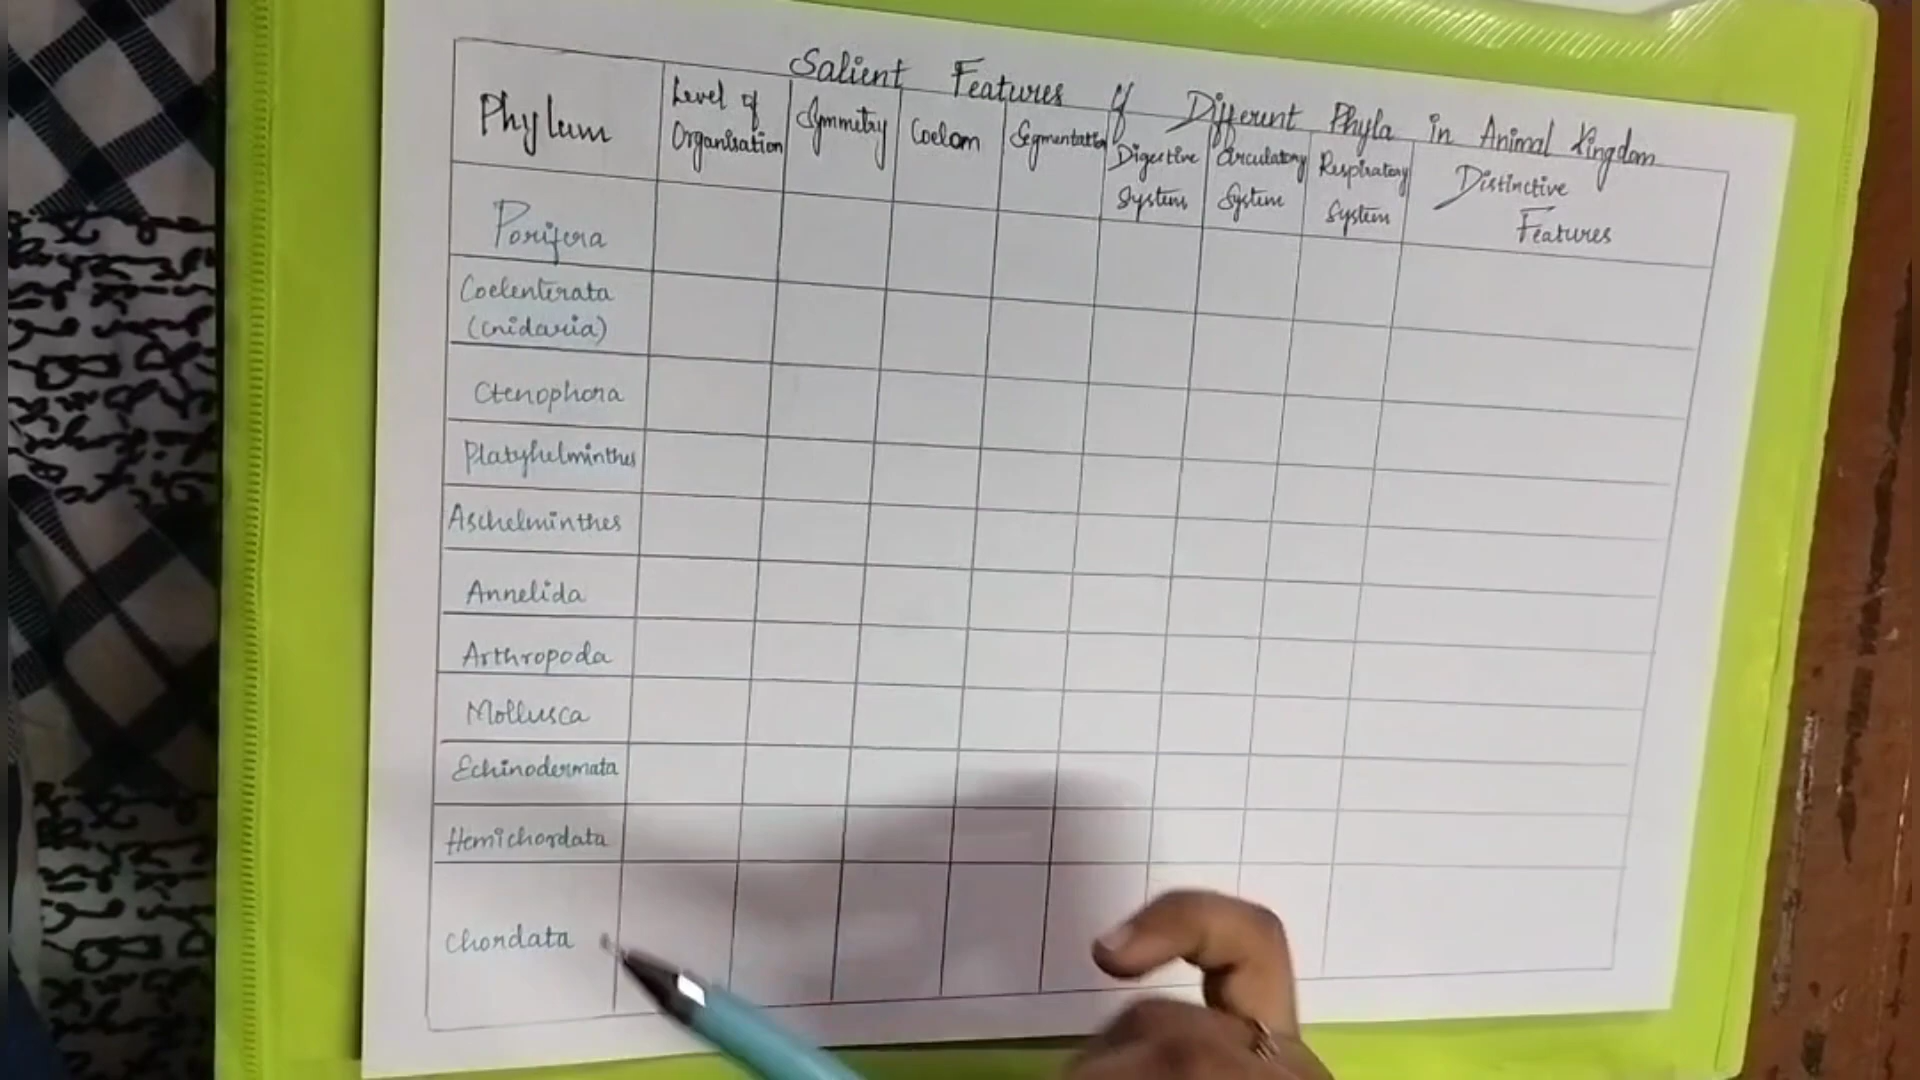 Salient Features of Different Phyla in Animal Kingdom
Phylum
Level of
Organisation
Symmetry
Coelom
Segmentation
Digestive
System
Circulatory
System
Respiratory
System
Distinctive
Features
Porifera
Coelenterata
(Cnidaria)
Ctenophora
Platyhelminthes
Aschelminthes
Annelida
Arthropoda
Mollusca
Echinodermata
Hemichordata
Chordata